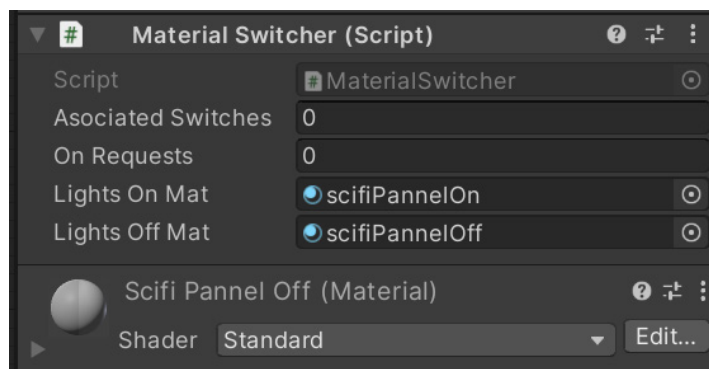 # Material Switcher (Script)
Script # MaterialSwitcher
Asociated Switches 0
On Requests 0
Lights On Mat scifiPannelOn
Lights Off Mat scifiPannelOff
Scifi Pannel Off (Material)
Shader Standard Edit...